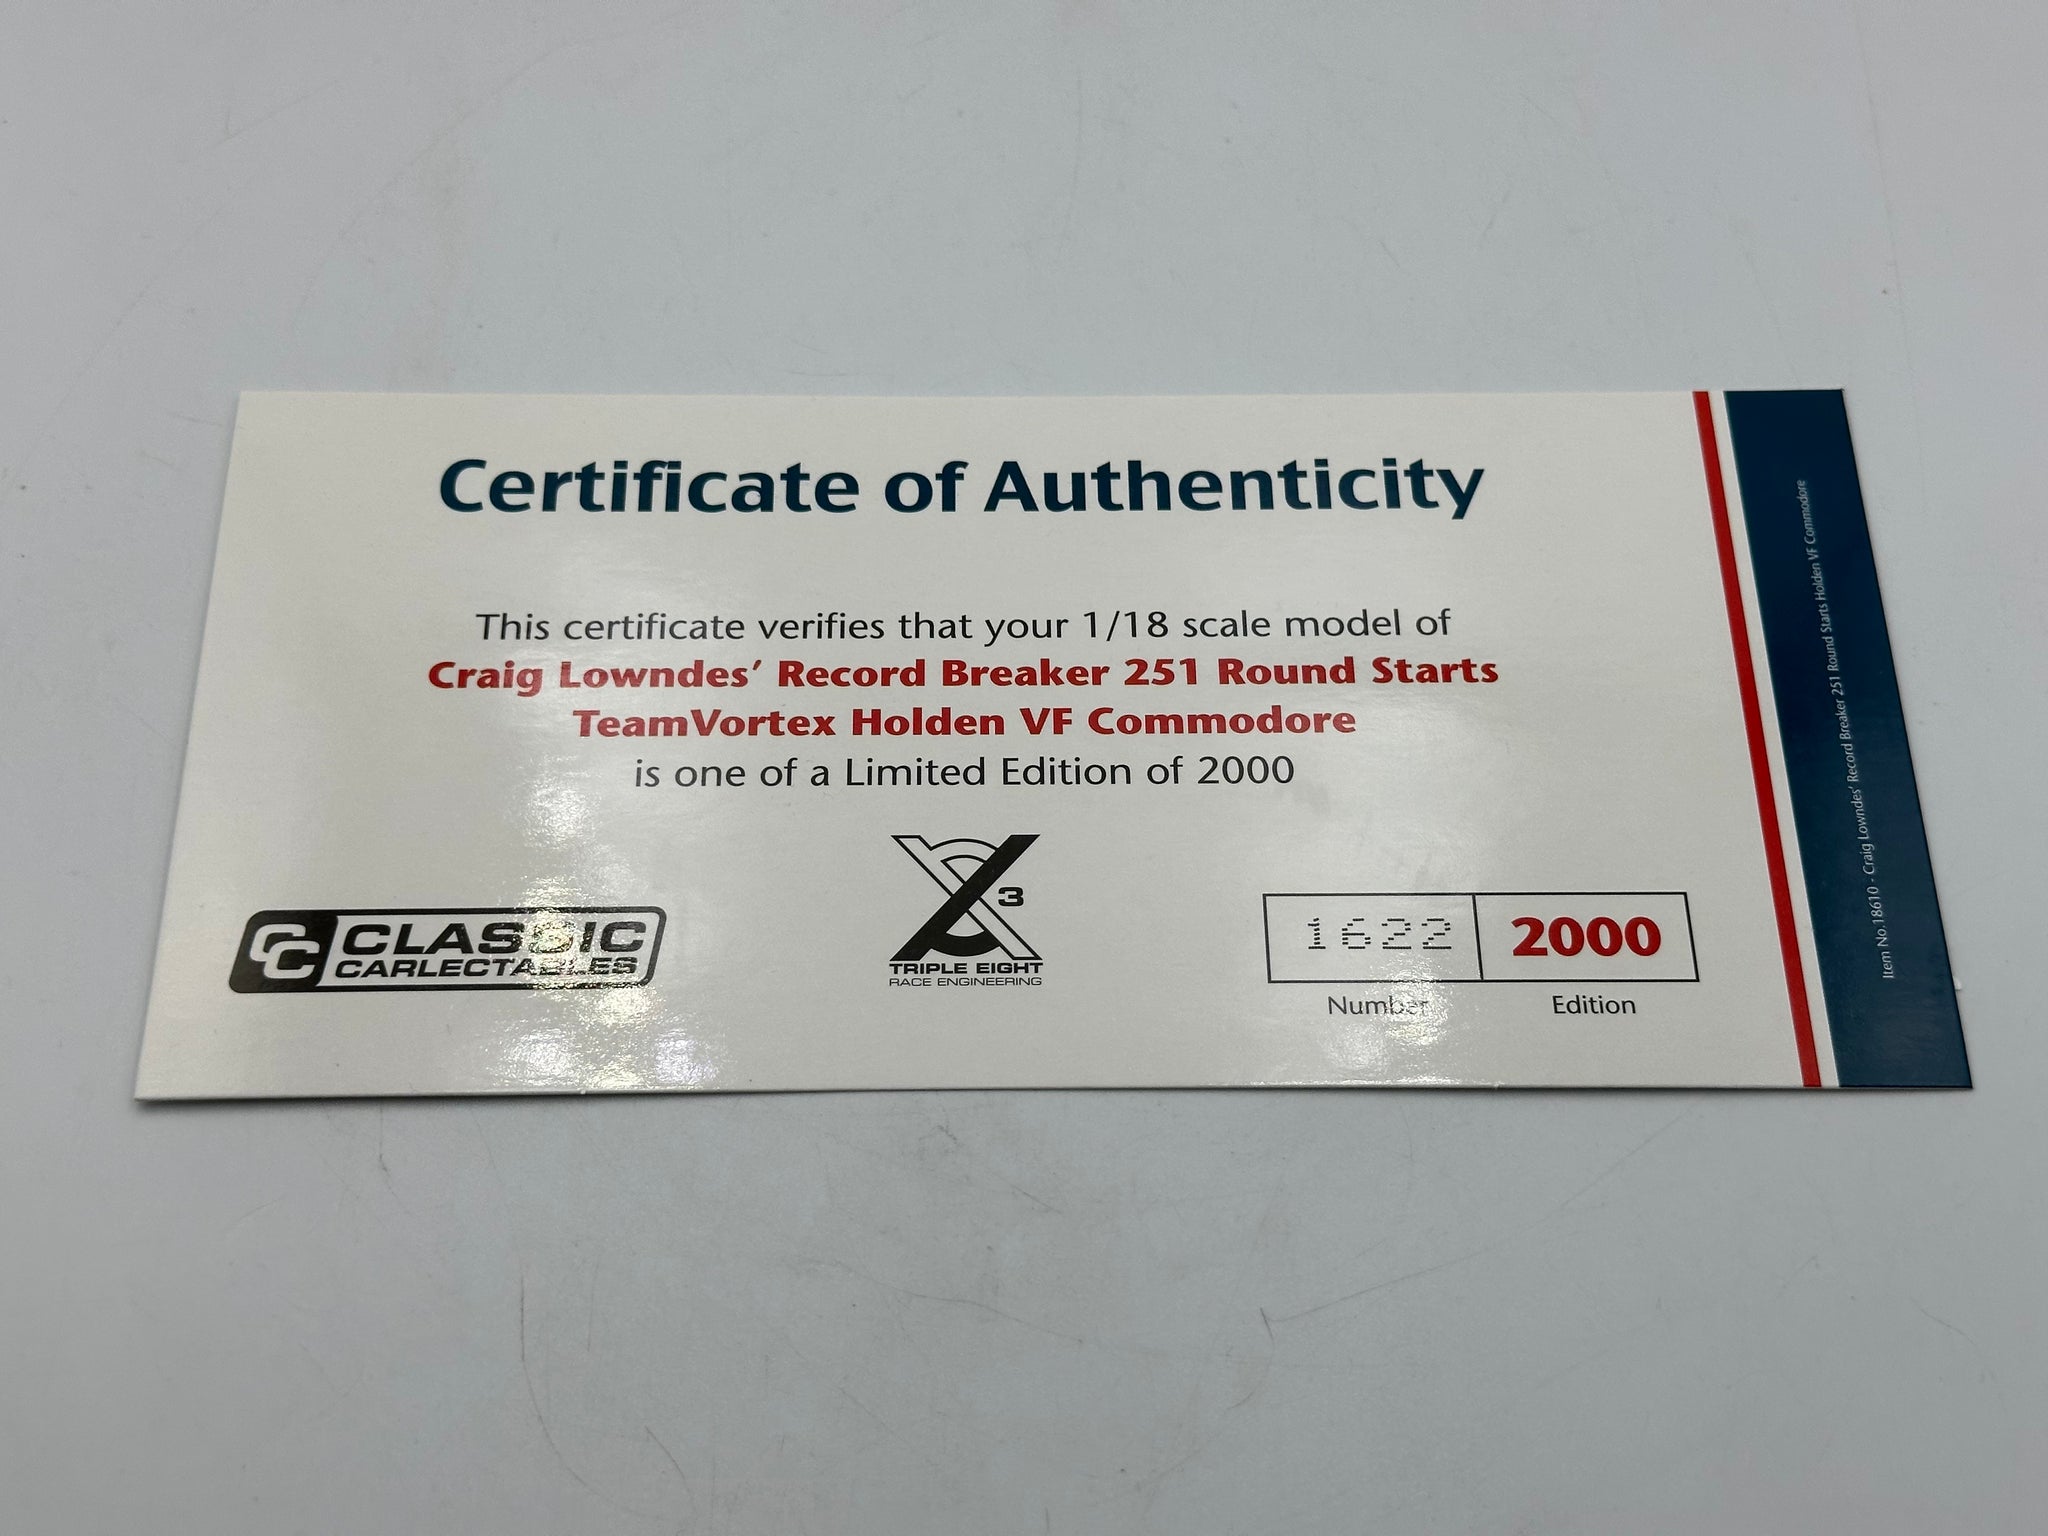 Certificate of Authenticity
This certificate verifies that your 1/18 scale model of
Craig Lowndes' Record Breaker 251 Round Starts
TeamVortex Holden VF Commodore
is one of a Limited Edition of 2000
CC CLASSIC
CARLECTABLES
3
TRIPLE EIGHT
RACE ENGINEERING
1622 2000
Number Edition
Item No.18610 - Craig Lowndes' Record Breaker 251 Round Starts Holden VF Commodore